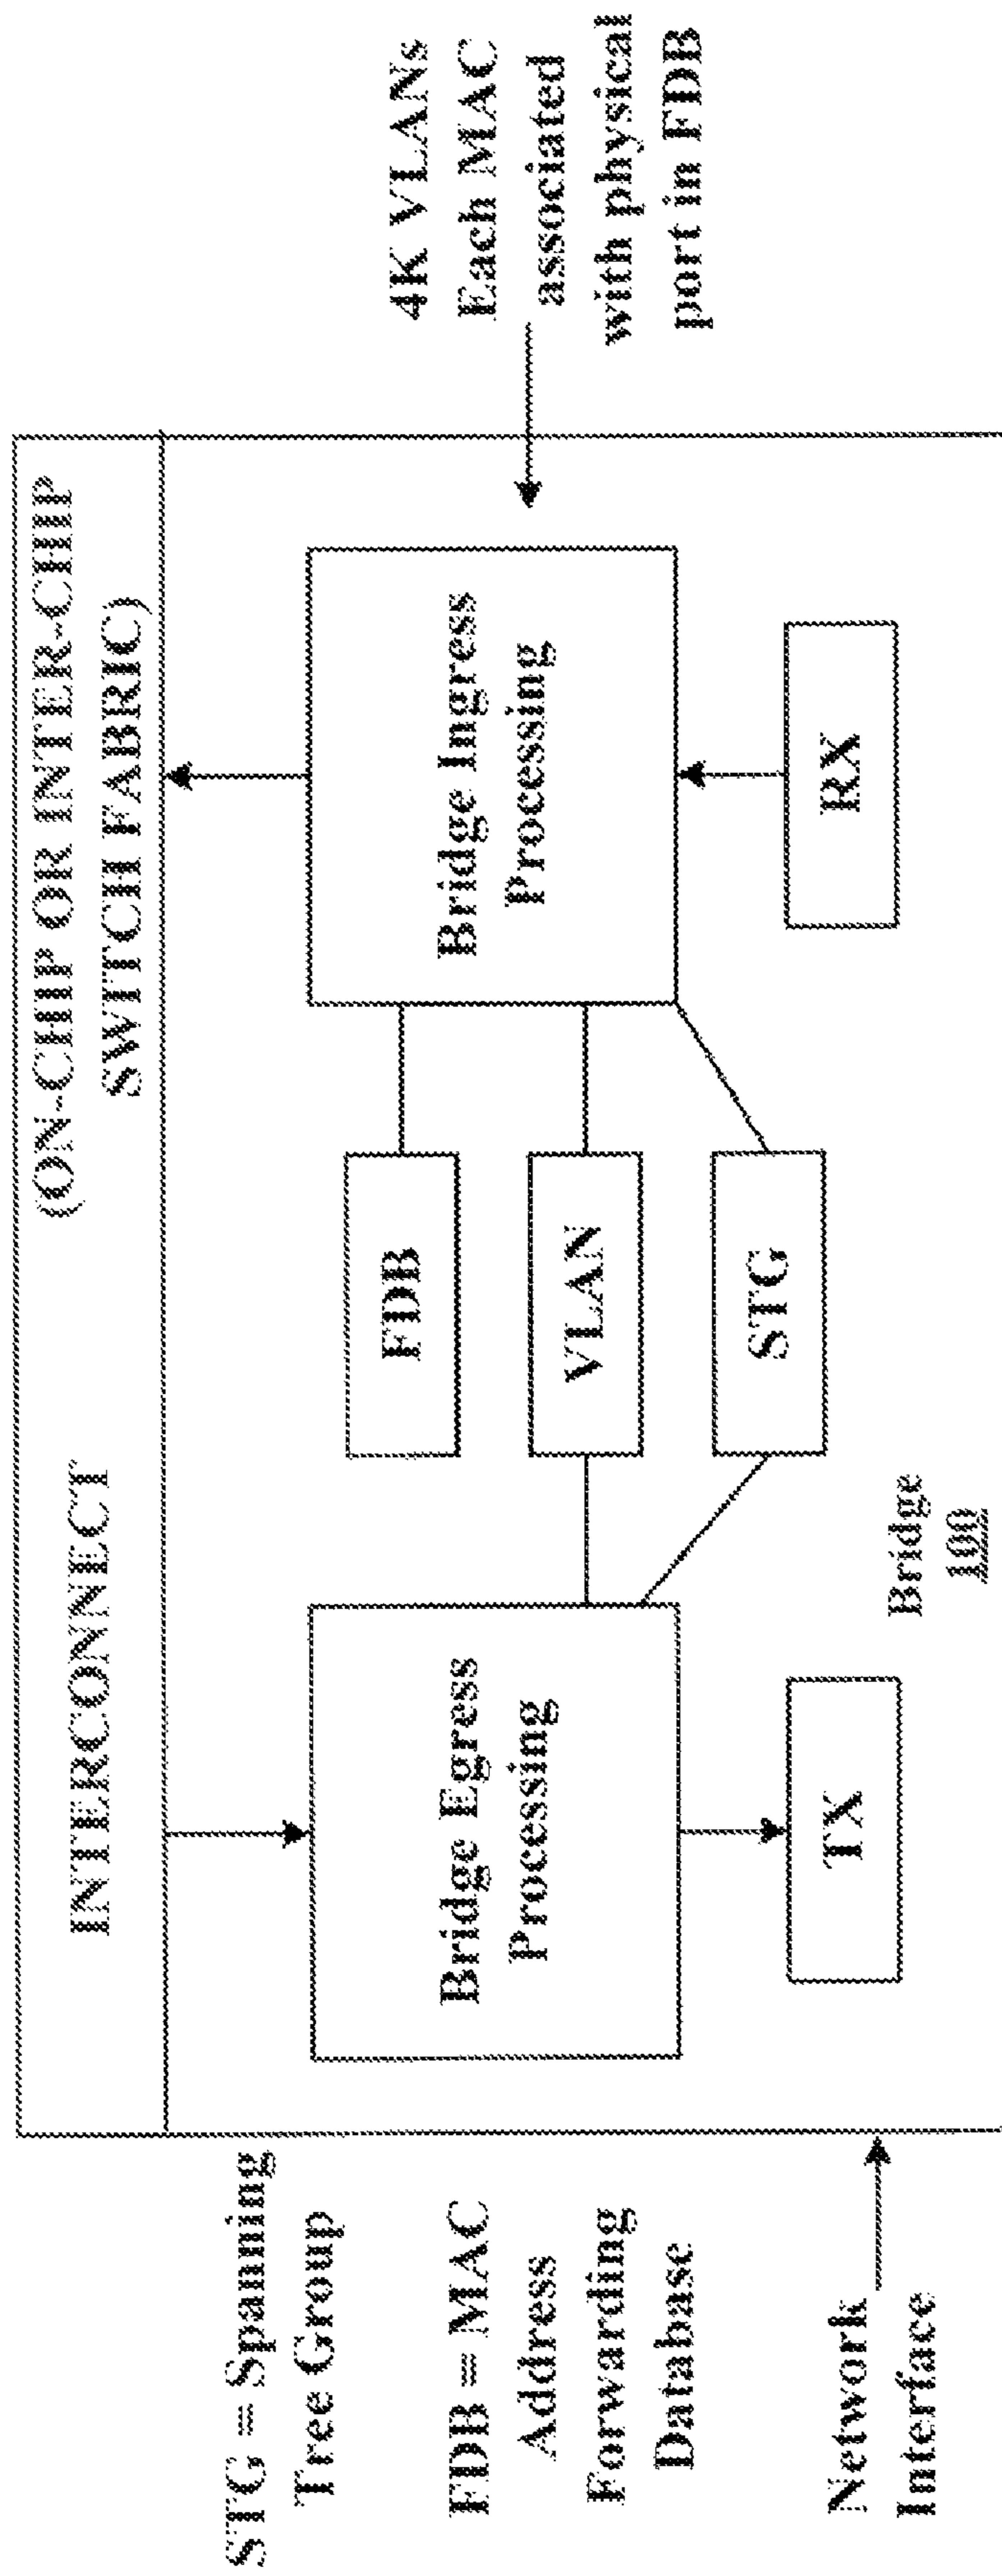 INTERCONNECT
(ON-CHIP OR INTER-CHIP
SWITCH FABRIC)
STG = Spanning
Tree Group
FDB = MAC
Address
Forwarding
Database
Network
Interface
Bridge Egress
Processing
TX
FDB
VLAN
STG
Bridge
100
Bridge Ingress
Processing
RX
4K VLANs
Each MAC
associated
with physical
port in FDB